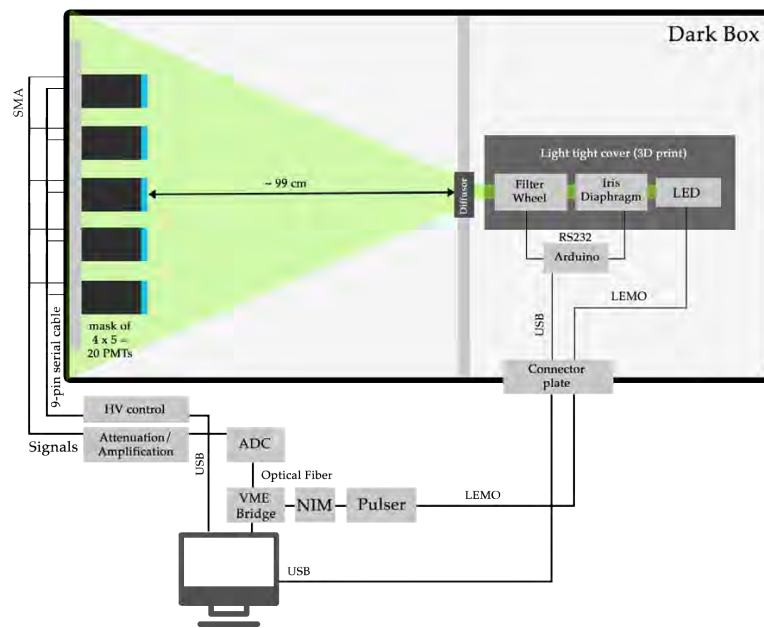 Dark Box
SMA
Light tight cover (3D print)
~ 99 cm
Diffusor
Filter
Wheel
Iris
Diaphragm
LED
RS232
Arduino
LEMO
USB
mask of
4 x 5 =
20 PMTs
9-pin serial cable
Connector
plate
HV control
Signals
Attenuation/
Amplification
USB
ADC
Optical Fiber
VME
Bridge
NIM
Pulser
LEMO
USB